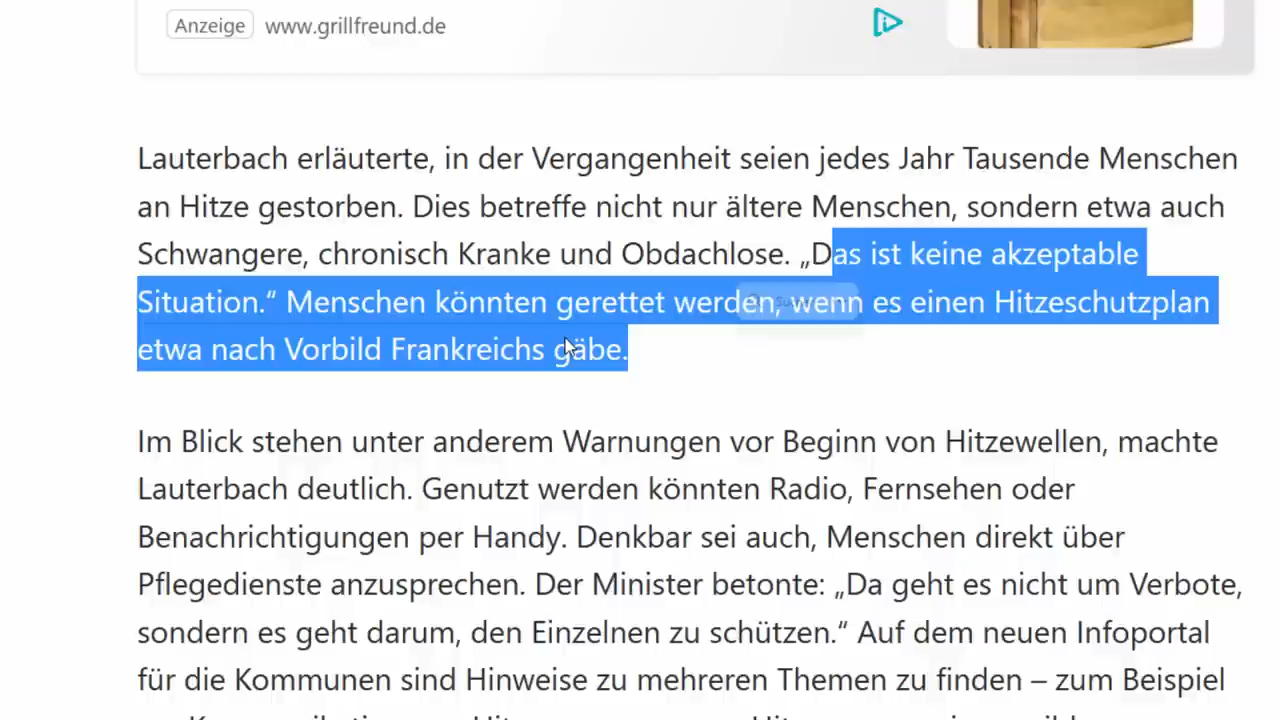 Anzeige www.grillfreund.de
Lauterbach erläuterte, in der Vergangenheit seien jedes Jahr Tausende Menschen
an Hitze gestorben. Dies betreffe nicht nur ältere Menschen, sondern etwa auch
Schwangere, chronisch Kranke und Obdachlose. „Das ist keine akzeptable
Situation.“ Menschen könnten gerettet werden, wenn es einen Hitzeschutzplan
etwa nach Vorbild Frankreichs gäbe.
Im Blick stehen unter anderem Warnungen vor Beginn von Hitzewellen, machte
Lauterbach deutlich. Genutzt werden könnten Radio, Fernsehen oder
Benachrichtigungen per Handy. Denkbar sei auch, Menschen direkt über
Pflegedienste anzusprechen. Der Minister betonte: „Da geht es nicht um Verbote,
sondern es geht darum, den Einzelnen zu schützen.“ Auf dem neuen Infoportal
für die Kommunen sind Hinweise zu mehreren Themen zu finden – zum Beispiel